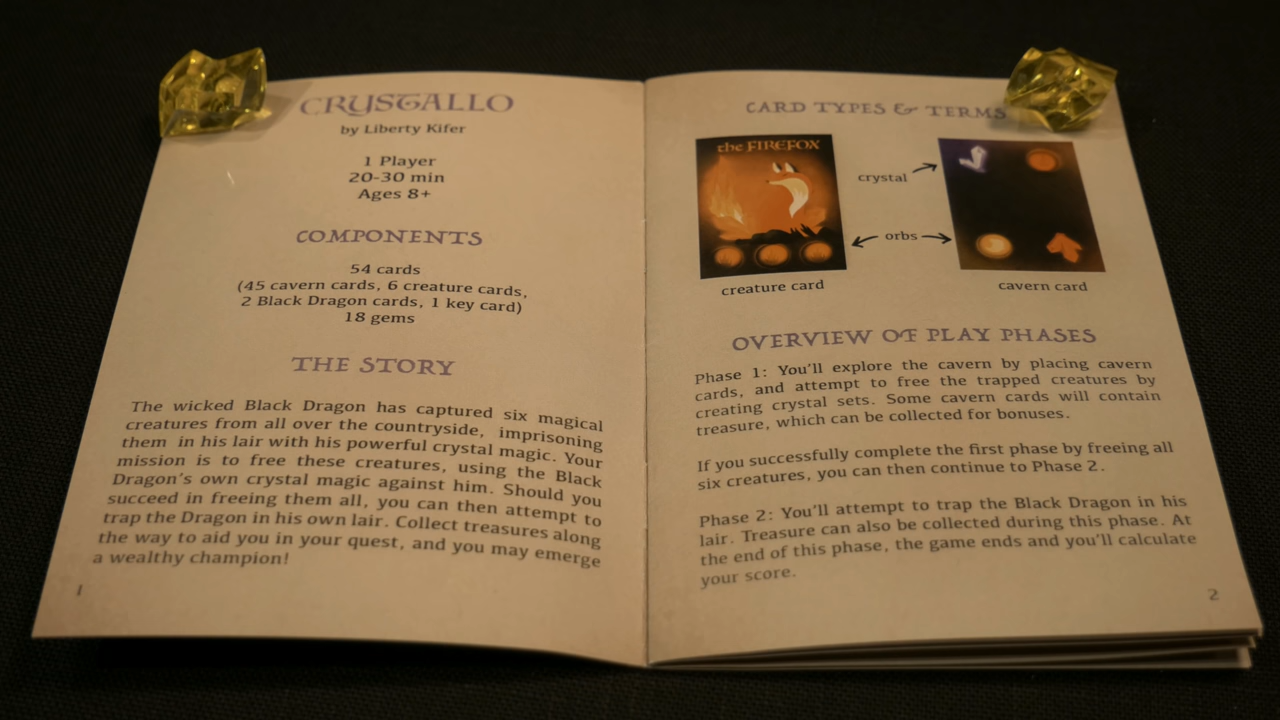 CRYSTALLO
by Liberty Kifer
1 Player
20-30 min
Ages 8+
COMPONENTS
54 cards
(45 cavern cards, 6 creature cards,
2 Black Dragon cards, 1 key card)
18 gems
THE STORY
The wicked Black Dragon has captured six magical
creatures from all over the countryside, imprisoning
them in his lair with his powerful crystal magic. Your
mission is to free these creatures, using the Black
Dragon's own crystal magic against him. Should you
succeed in freeing them all, you can then attempt to
trap the Dragon in his own lair. Collect treasures along
the way to aid you in your quest, and you may emerge
a wealthy champion!
1
CARD TYPES & TERMS
the FIREFOX
crystal
orbs
creature card
cavern card
OVERVIEW OF PLAY PHASES
Phase 1: You'll explore the cavern by placing cavern
cards, and attempt to free the trapped creatures by
creating crystal sets. Some cavern cards will contain
treasure, which can be collected for bonuses.
If you successfully complete the first phase by freeing all
six creatures, you can then continue to Phase 2.
Phase 2: You'll attempt to trap the Black Dragon in his
lair. Treasure can also be collected during this phase. At
the end of this phase, the game ends and you'll calculate
your score.
2